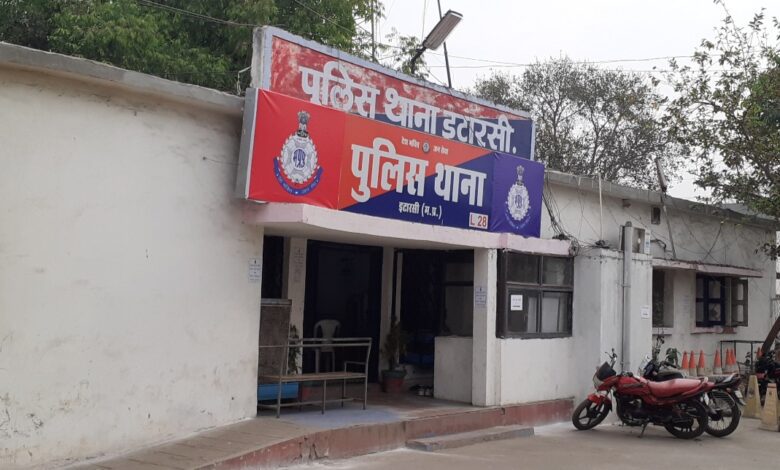 पुलिस थाना इटारसी.
देश भक्ति जन सेवा
पुलिस थाना
इटारसी (म.प्र.)
L 28